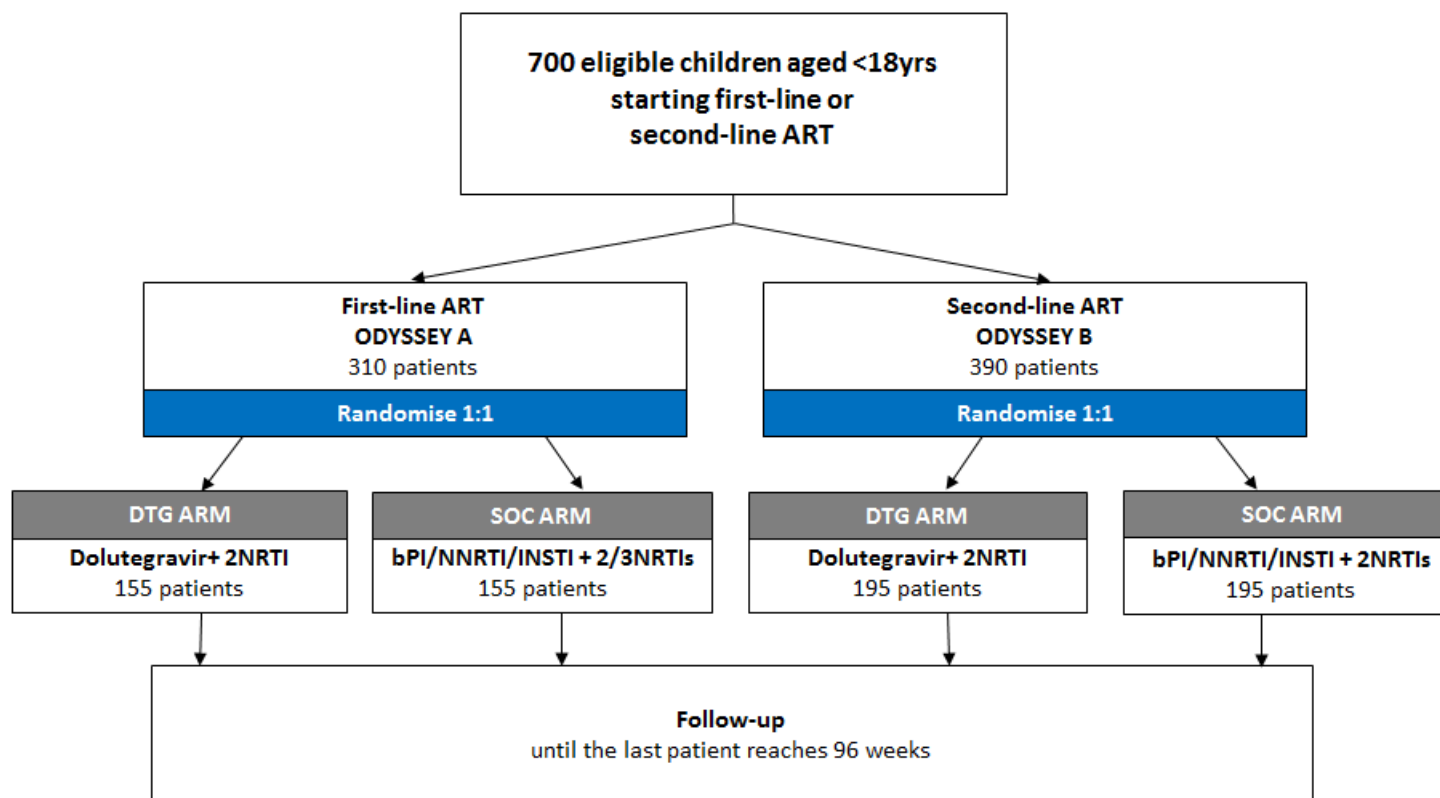 700 eligible children aged <18yrs
starting first-line or
second-line ART
First-line ART
ODYSSEY A
310 patients
Randomise 1:1
Second-line ART
ODYSSEY B
390 patients
Randomise 1:1
DTG ARM
Dolutegravir+ 2NRTI
155 patients
SOC ARM
bPI/NNRTI/INSTI + 2/3NRTIs
155 patients
DTG ARM
Dolutegravir+ 2NRTI
195 patients
SOC ARM
bPI/NNRTI/INSTI + 2NRTIs
195 patients
Follow-up
until the last patient reaches 96 weeks